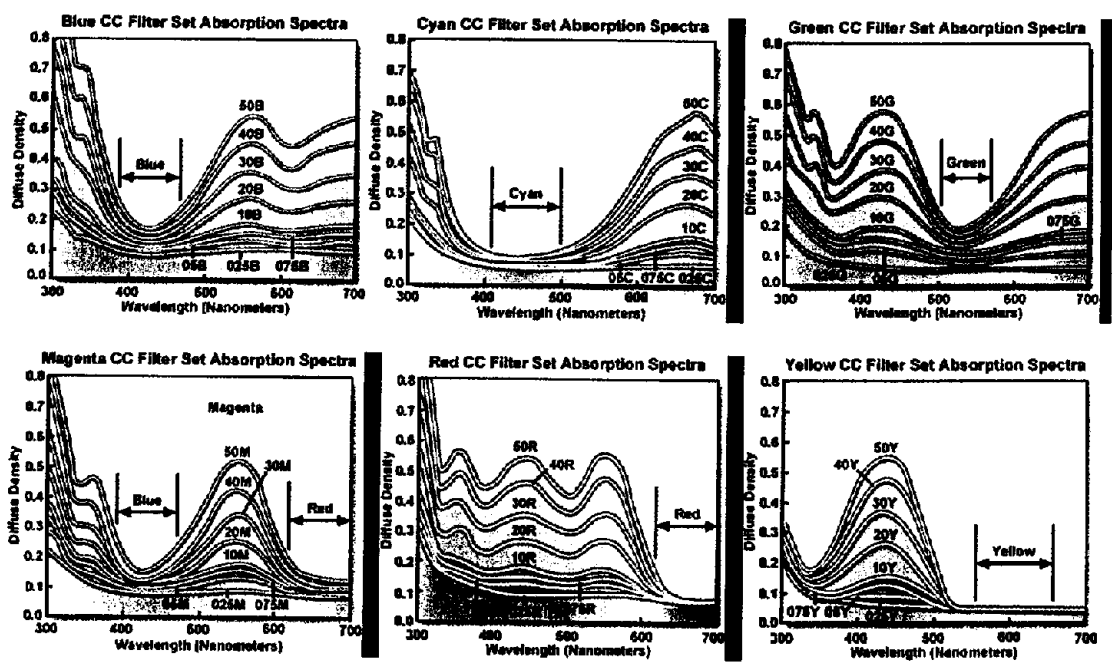 Blue CC Filter Set Absorption Spectra
0.8
0.7
0.6
0.5
0.4
0.3
0.2
0.1
0.0
Diffuse Density
50B
40B
30B
20B
10B
Blue
05B 025B 075B
300 400 500 600 700
Wavelength (Nanometers)
Cyan CC Filter Set Absorption Spectra
0.8
0.7
0.6
0.5
0.4
0.3
0.2
0.1
0.0
Diffuse Density
50C
40C
30C
20C
10C
Cyan
05C 075C 025C
300 400 500 600 700
Wavelength (Nanometers)
Green CC Filter Set Absorption Spectra
0.8
0.7
0.6
0.5
0.4
0.3
0.2
0.1
0.0
Diffuse Density
50G
40G
30G
20G
10G
Green
075G
025G 05G
300 400 500 600 700
Wavelength (Nanometers)
Magenta CC Filter Set Absorption Spectra
0.8
0.7
0.6
0.5
0.4
0.3
0.2
0.1
0.0
Diffuse Density
Magenta
50M
30M
40M
20M
10M
Blue
Red
05M 025M 075M
300 400 500 600 700
Wavelength (Nanometers)
Red CC Filter Set Absorption Spectra
0.8
0.7
0.6
0.5
0.4
0.3
0.2
0.1
0.0
Diffuse Density
50R
40R
30R
20R
10R
Red
300 400 500 600 700
Wavelength (Nanometers)
Yellow CC Filter Set Absorption Spectra
0.8
0.7
0.6
0.5
0.4
0.3
0.2
0.1
0.0
Diffuse Density
50Y
40Y
30Y
20Y
10Y
Yellow
075Y 05Y 025Y
300 400 500 600 700
Wavelength (Nanometers)